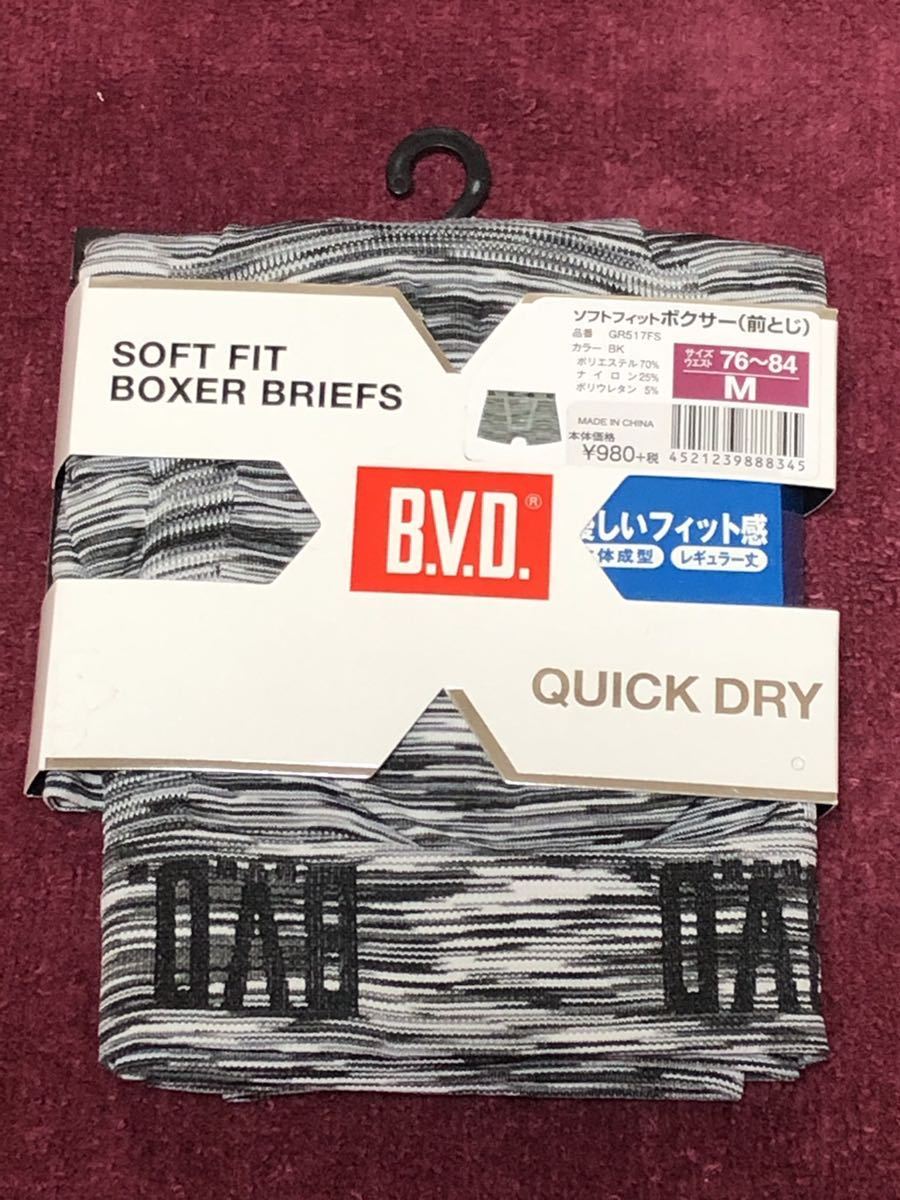 SOFT FIT
BOXER BRIEFS
ソフトフィットボクサー(前とじ)
品番 GR517FS
カラー BK
ポリエステル70%
ナイロン25%
ポリウレタン 5%
サイズ
ウエスト 76〜84
M
MADE IN CHINA
本体価格
¥980+税
4521239888345
B.V.D.®
しいフィット感
体成型 レギュラー丈
QUICK DRY
B.V.D.
V.D.